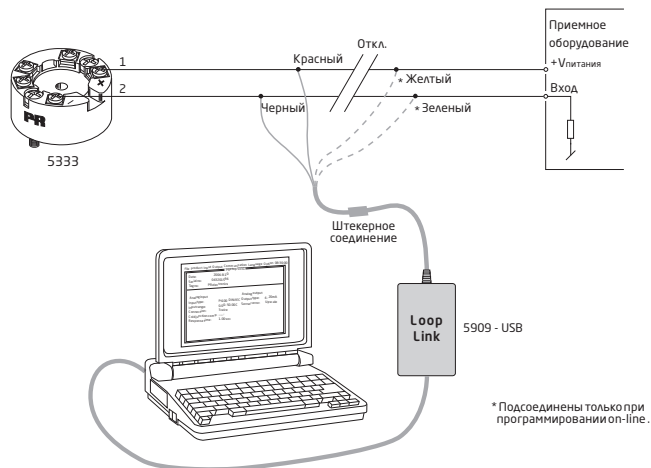 Приемное
оборудование
+Vпитания
Откл.
1
Красный
* Желтый
Вход
2
Черный
* Зеленый
PR
5333
Штекерное
соединение
Loop
Link
5909 - USB
* Подсоединены только при
программировании on-line.